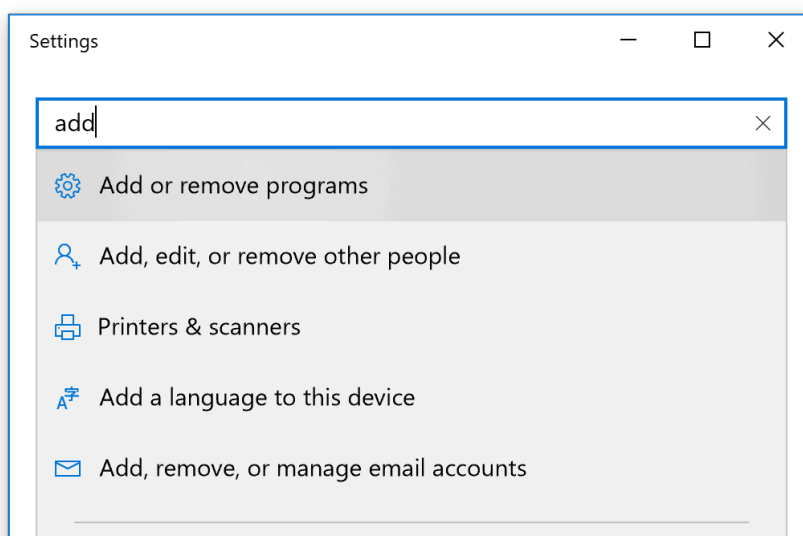 Settings
add
Add or remove programs
Add, edit, or remove other people
Printers & scanners
Add a language to this device
Add, remove, or manage email accounts